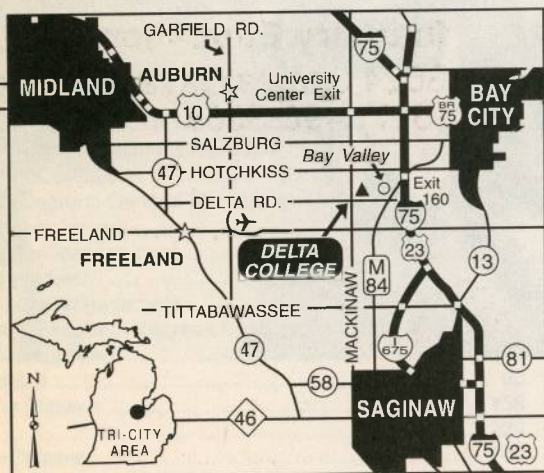 GARFIELD RD.
75
MIDLAND
AUBURN
University
Center Exit
BAY
CITY
10
BR
75
SALZBURG
Bay Valley
47
HOTCHKISS
Exit
160
DELTA RD.
75
FREELAND
FREELAND
DELTA
COLLEGE
23
13
M
84
TITTABAWASSEE
MACKINAW
I
675
47
81
58
46
SAGINAW
N
TRI-CITY
AREA
75
23